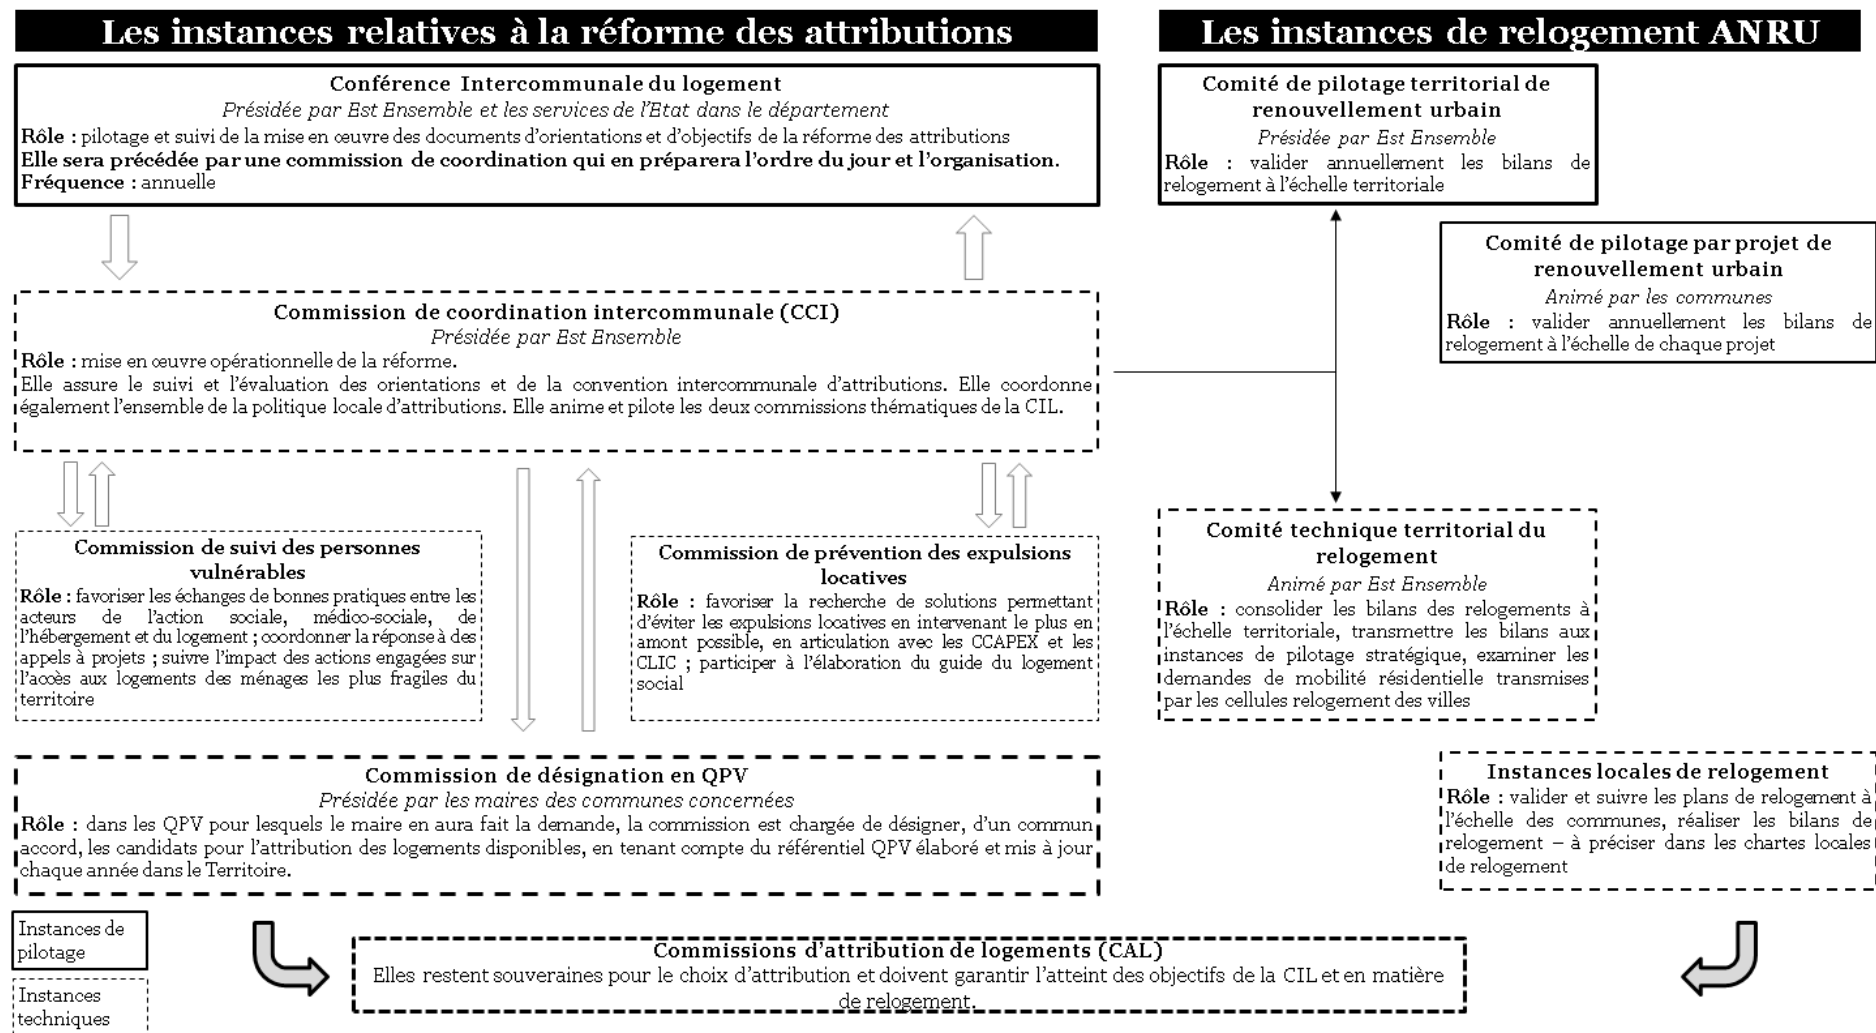 Les instances relatives à la réforme des attributions
Conférence Intercommunale du logement
Présidée par Est Ensemble et les services de l'Etat dans le département
Rôle : pilotage et suivi de la mise en œuvre des documents d'orientations et d'objectifs de la réforme des attributions
Elle sera précédée par une commission de coordination qui en préparera l'ordre du jour et l'organisation.
Fréquence : annuelle
Commission de coordination intercommunale (CCI)
Présidée par Est Ensemble
Rôle : mise en œuvre opérationnelle de la réforme.
Elle assure le suivi et l'évaluation des orientations et de la convention intercommunale d'attributions. Elle coordonne
également l'ensemble de la politique locale d'attributions. Elle anime et pilote les deux commissions thématiques de la CIL.
Commission de suivi des personnes
vulnérables
Rôle : favoriser les échanges de bonnes pratiques entre les
acteurs de l'action sociale, médico-sociale, de
l'hébergement et du logement ; coordonner la réponse à des
appels à projets ; suivre l'impact des actions engagées sur
l'accès aux logements des ménages les plus fragiles du
territoire
Commission de prévention des expulsions
locatives
Rôle : favoriser la recherche de solutions permettant
d'éviter les expulsions locatives en intervenant le plus en
amont possible, en articulation avec les CCAPEX et les
CLIC ; participer à l'élaboration du guide du logement
social
Commission de désignation en QPV
Présidée par les maires des communes concernées
Rôle : dans les QPV pour lesquels le maire en aura fait la demande, la commission est chargée de désigner, d'un commun
accord, les candidats pour l'attribution des logements disponibles, en tenant compte du référentiel QPV élaboré et mis à jour
chaque année dans le Territoire.
Les instances de relogement ANRU
Comité de pilotage territorial de
renouvellement urbain
Présidée par Est Ensemble
Rôle : valider annuellement les bilans de
relogement à l'échelle territoriale
Comité de pilotage par projet de
renouvellement urbain
Animé par les communes
Rôle : valider annuellement les bilans de
relogement à l'échelle de chaque projet
Comité technique territorial du
relogement
Animé par Est Ensemble
Rôle : consolider les bilans des relogements à
l'échelle territoriale, transmettre les bilans aux
instances de pilotage stratégique, examiner les
demandes de mobilité résidentielle transmises
par les cellules relogement des villes
Instances locales de relogement
Rôle : valider et suivre les plans de relogement à
l'échelle des communes, réaliser les bilans de
relogement – à préciser dans les chartes locales
de relogement
Instances de
pilotage
Instances
techniques
Commissions d'attribution de logements (CAL)
Elles restent souveraines pour le choix d'attribution et doivent garantir l'atteint des objectifs de la CIL et en matière
de relogement.